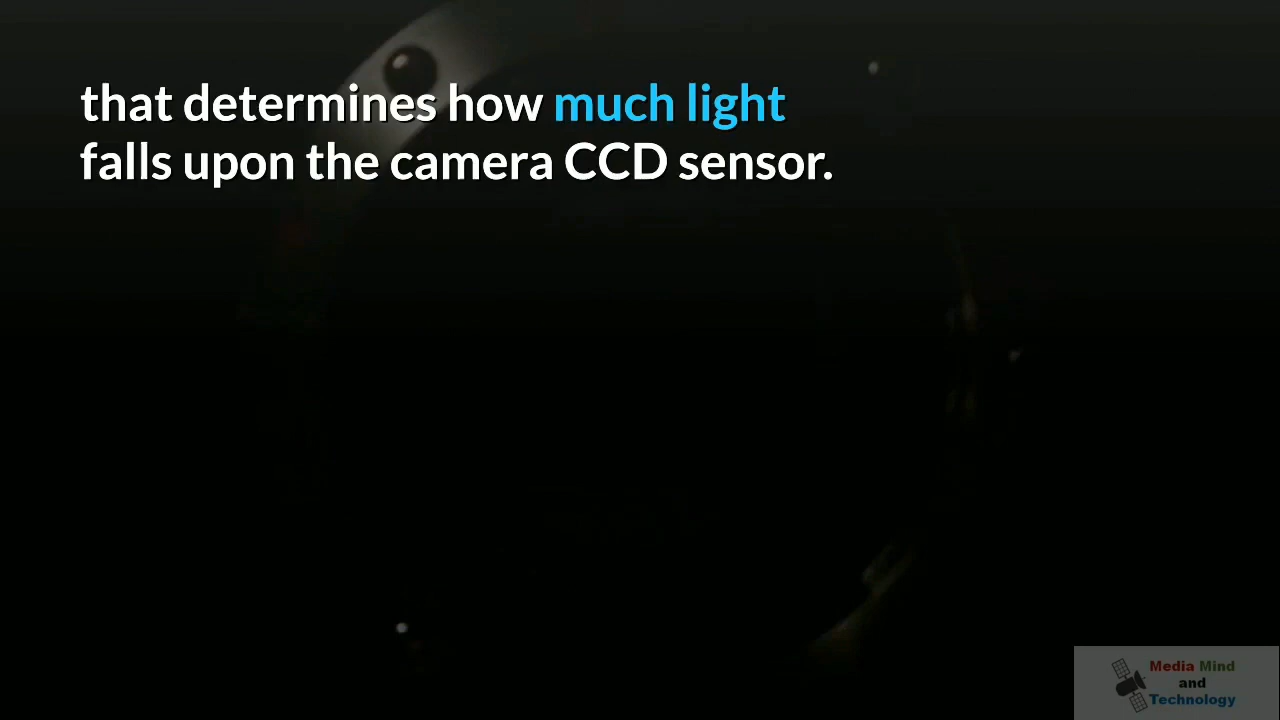 that determines how much light
falls upon the camera CCD sensor.
Media Mind
and
Technology